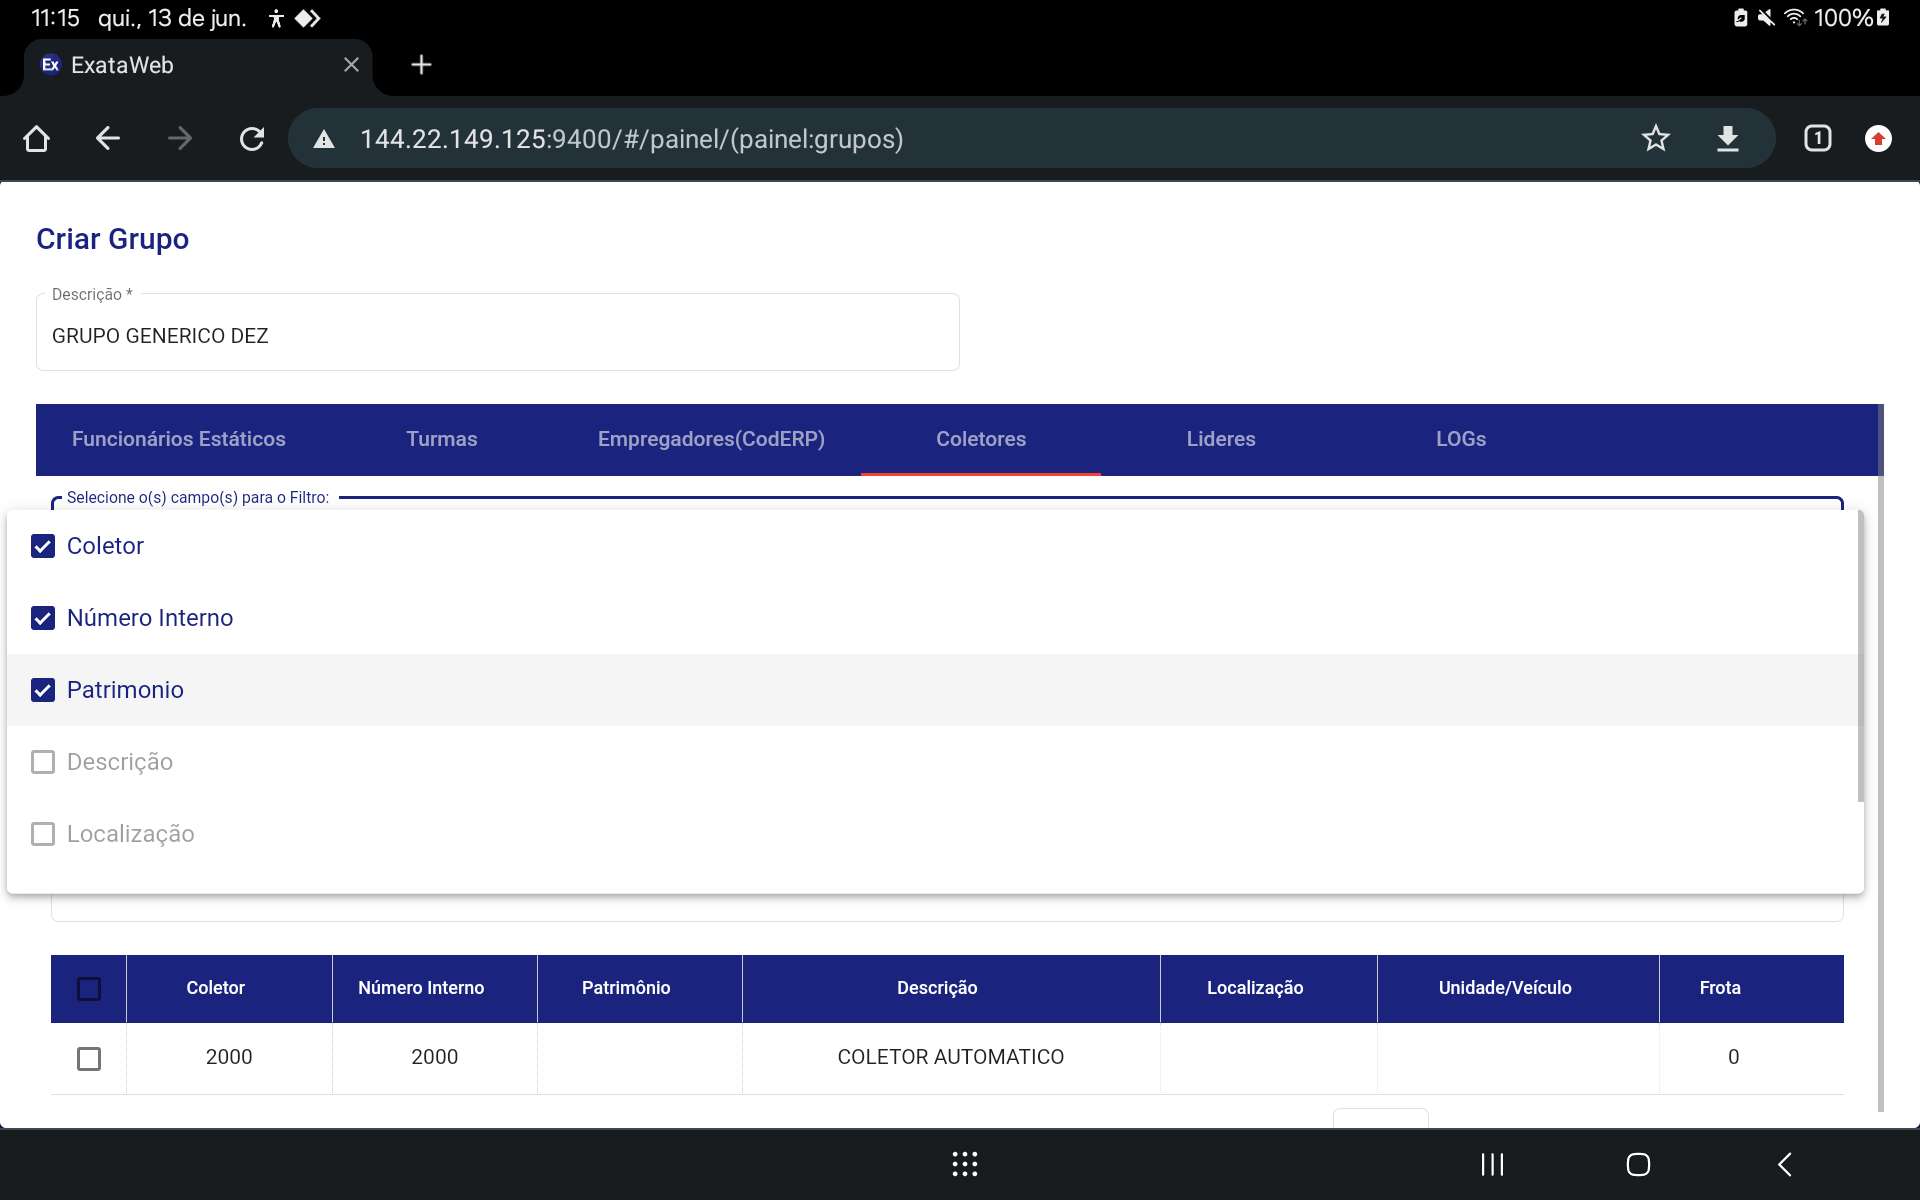 11:15 qui., 13 de jun. 100%
Ex ExataWeb
144.22.149.125:9400/#/painel/(painel:grupos) 1
Criar Grupo
Descrição *
GRUPO GENERICO DEZ
Funcionários Estáticos Turmas Empregadores(CodERP) Coletores Lideres LOGs
Selecione o(s) campo(s) para o Filtro:
Coletor
Número Interno
Patrimonio
Descrição
Localização
Coletor Número Interno Patrimônio Descrição Localização Unidade/Veículo Frota
2000 2000 COLETOR AUTOMATICO 0